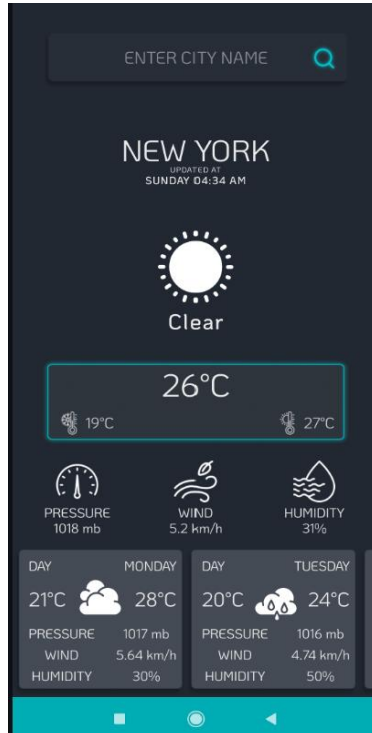 ENTER CITY NAME
NEW YORK
UPDATED AT
SUNDAY 04:34 AM
Clear
26°C
19°C 27°C
PRESSURE WIND HUMIDITY
1018 mb 5.2 km/h 31%
DAY MONDAY
21°C 28°C
PRESSURE 1017 mb
WIND 5.64 km/h
HUMIDITY 30%
DAY TUESDAY
20°C 24°C
PRESSURE 1016 mb
WIND 4.74 km/h
HUMIDITY 50%